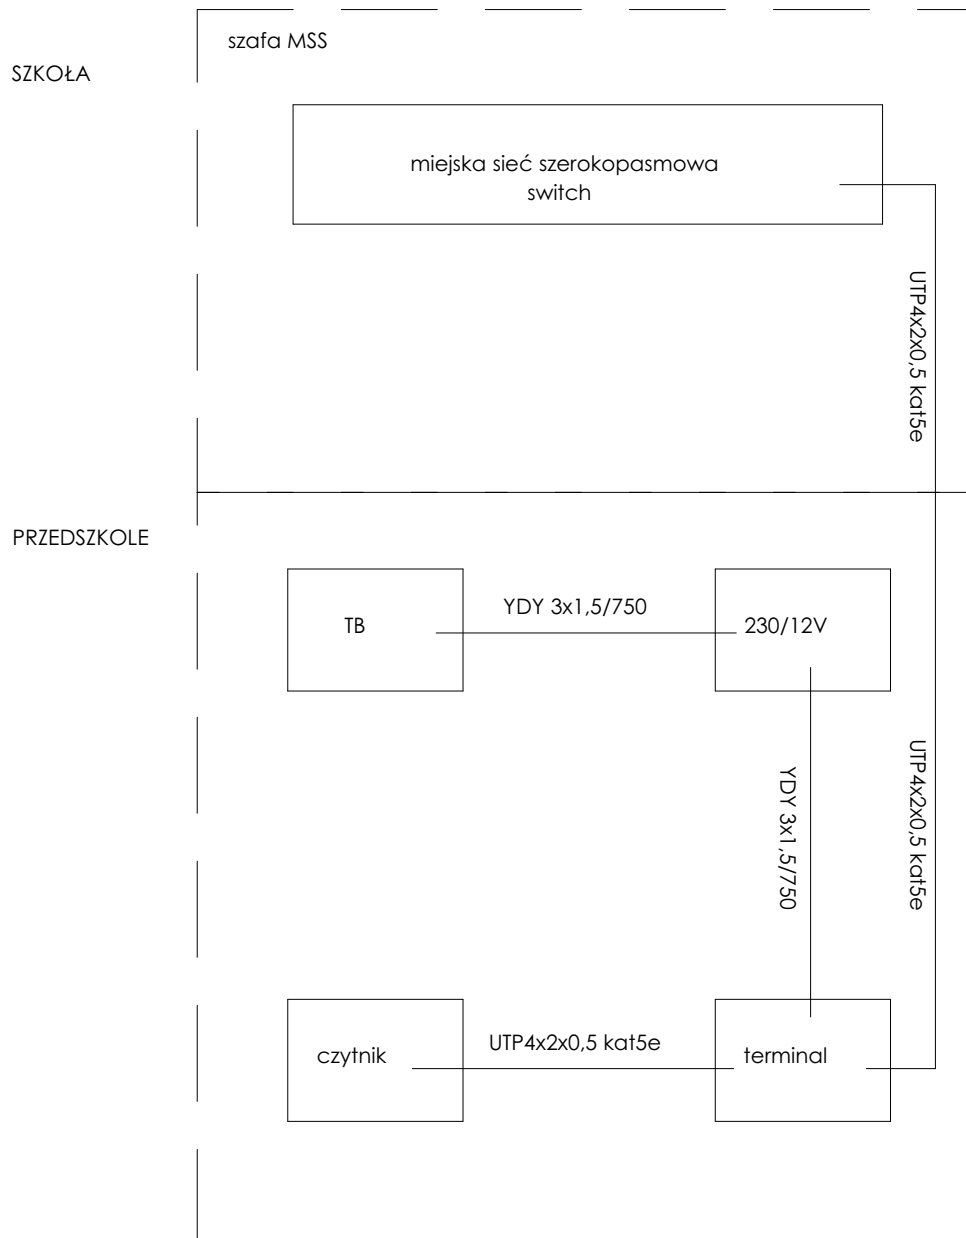 szafa MSS
SZKOŁA
miejska sieć szerokopasmowa
switch
UTP4x2x0,5 kat5e
PRZEDSZKOLE
YDY 3x1,5/750
TB
230/12V
YDY 3x1,5/750
UTP4x2x0,5 kat5e
UTP4x2x0,5 kat5e
czytnik
terminal